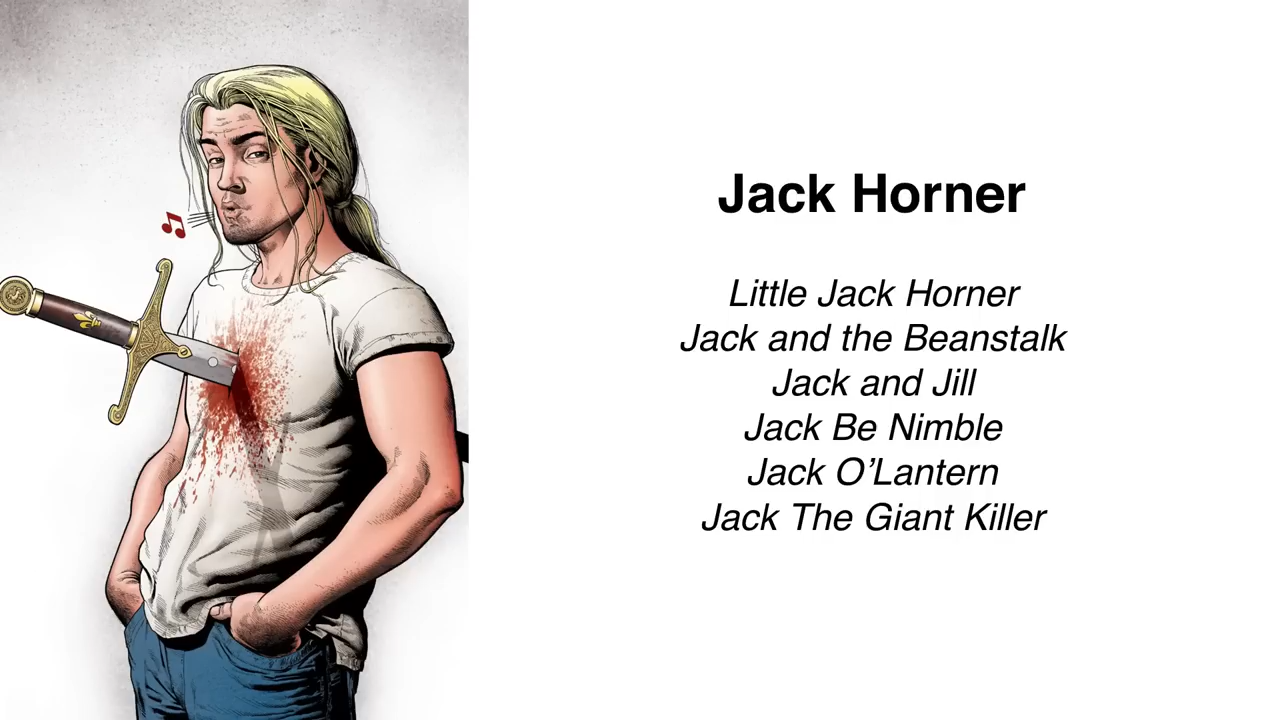 Jack Horner
Little Jack Horner
Jack and the Beanstalk
Jack and Jill
Jack Be Nimble
Jack O’Lantern
Jack The Giant Killer